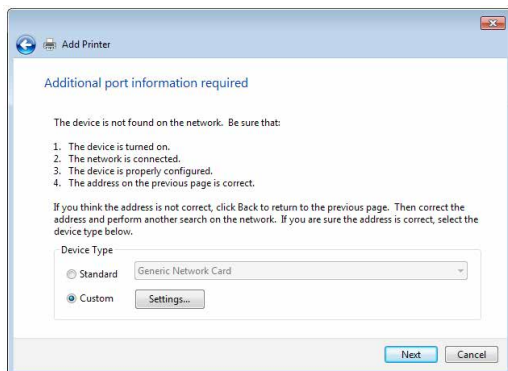 Add Printer
Additional port information required
The device is not found on the network. Be sure that:
1. The device is turned on.
2. The network is connected.
3. The device is properly configured.
4. The address on the previous page is correct.
If you think the address is not correct, click Back to return to the previous page. Then correct the
address and perform another search on the network. If you are sure the address is correct, select the
device type below.
Device Type
Standard Generic Network Card
Custom Settings...
Next Cancel